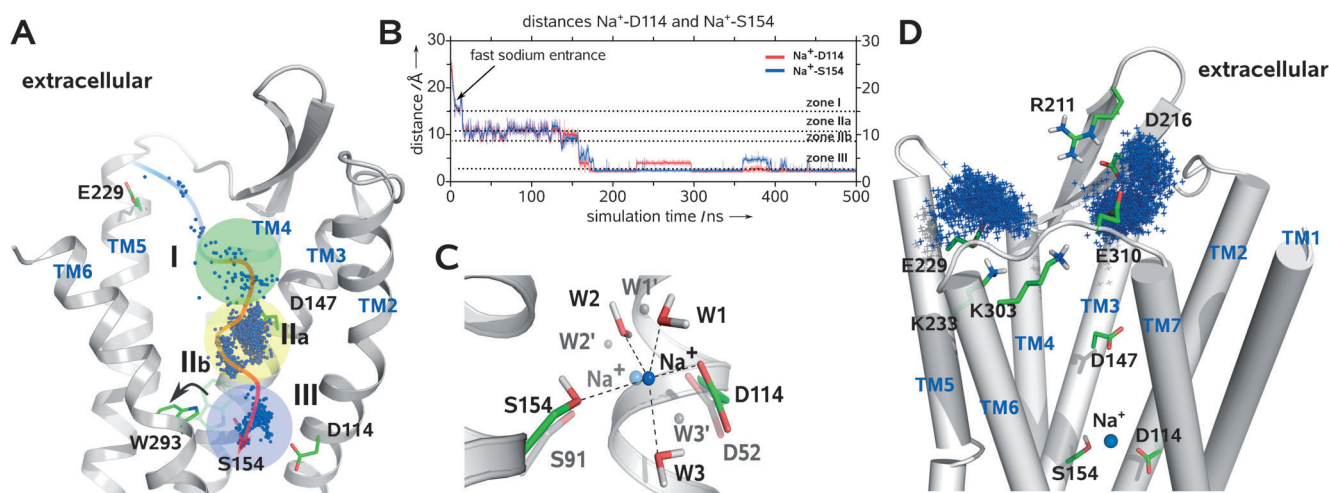 A
extracellular
E229
TM4
TM5
TM3
TM6
I
TM2
D147
IIa
IIb
III
W293
D114
S154
B
distances Na⁺-D114 and Na⁺-S154
30
30
fast sodium entrance
Na⁺-D114
Na⁺-S154
distance /Å
20
20
zone I
zone IIa
10
10
zone IIb
zone III
0
0
0
100
200
300
400
500
simulation time /ns
C
W2
W1'
W1
W2'
Na⁺
Na⁺
S154
D114
W3'
S91
D52
W3
D
extracellular
R211
D216
TM2
TM1
E229
E310
K303
TM3
K233
TM7
TM4
D147
TM5
TM6
Na⁺
D114
S154